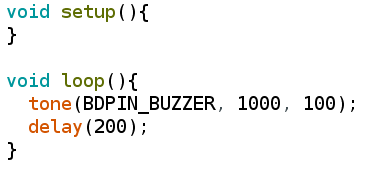 void setup(){
}

void loop(){
  tone(BDPIN_BUZZER, 1000, 100);
  delay(200);
}